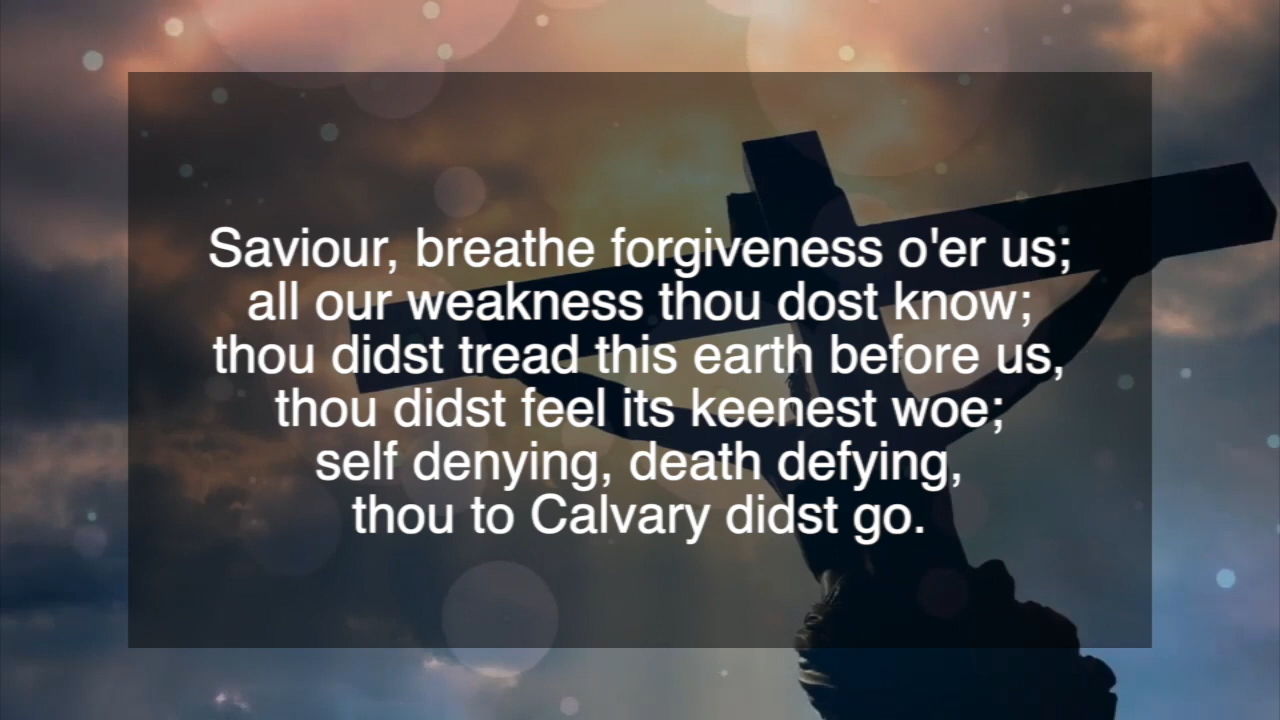 Saviour, breathe forgiveness o'er us;
all our weakness thou dost know;
thou didst tread this earth before us,
thou didst feel its keenest woe;
self denying, death defying,
thou to Calvary didst go.